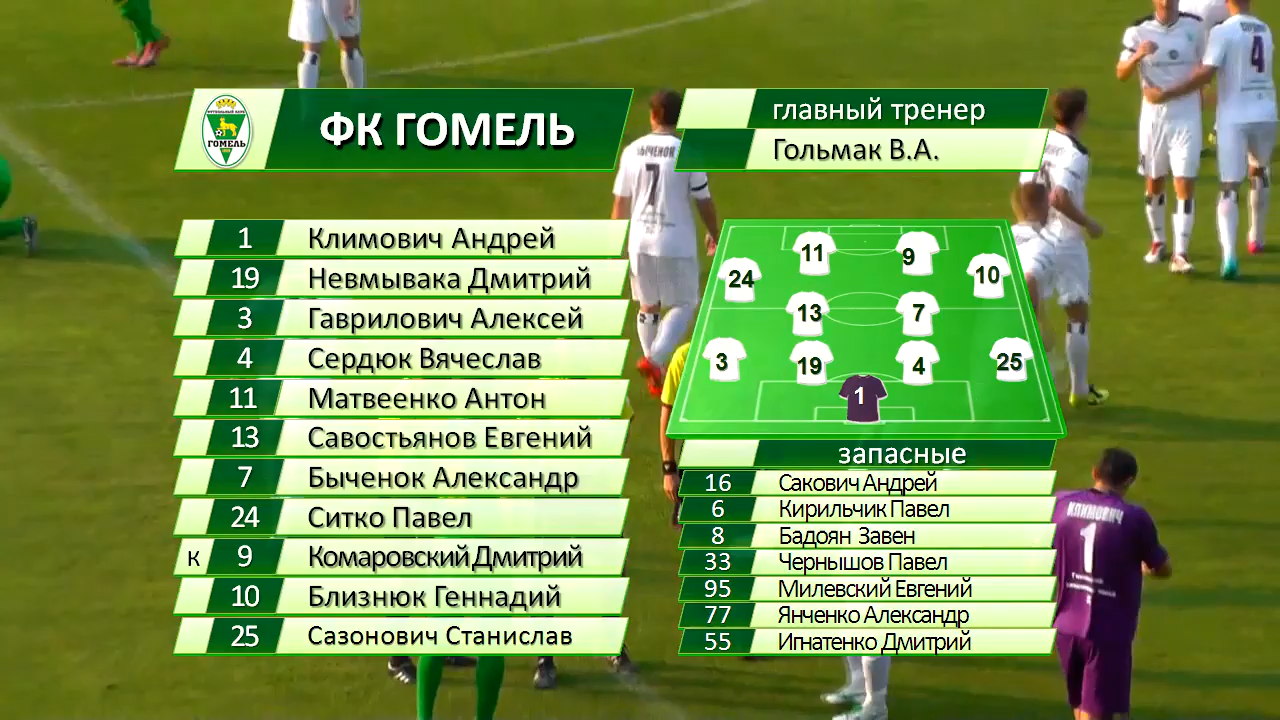 ФК ГОМЕЛЬ
ГОМЕЛЬ
главный тренер
Гольмак В.А.
1 Климович Андрей
19 Невмывака Дмитрий
3 Гаврилович Алексей
4 Сердюк Вячеслав
11 Матвеенко Антон
13 Савостьянов Евгений
7 Быченок Александр
24 Ситко Павел
к 9 Комаровский Дмитрий
10 Близнюк Геннадий
25 Сазонович Станислав
11 9
24 10
13 7
3 19 4 25
1
запасные
16 Сакович Андрей
6 Кирильчик Павел
8 Бадоян Завен
33 Чернышов Павел
95 Милевский Евгений
77 Янченко Александр
55 Игнатенко Дмитрий
БЫЧЕНОК
7
4
КЛИМОВИЧ
1